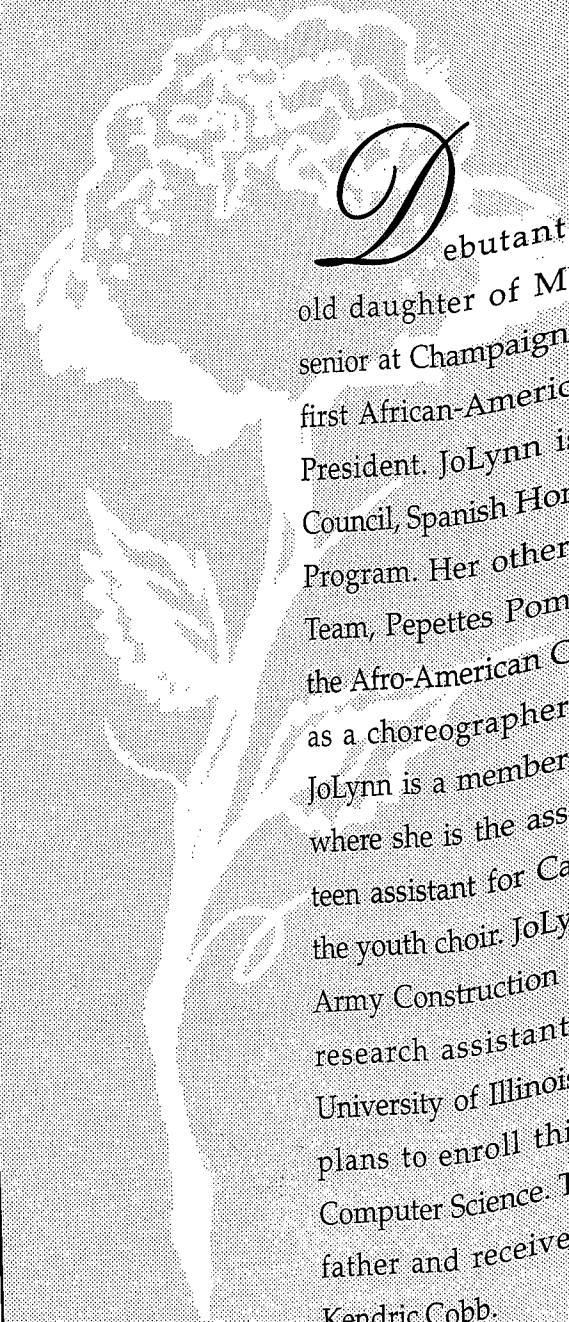 Debutant
old daughter of M
senior at Champaign
first African-Americ
President. JoLynn is
Council, Spanish Hon
Program. Her other
Team, Pepettes Pom
the Afro-American C
as a choreographer
JoLynn is a member
where she is the ass
teen assistant for Ca
the youth choir. JoLy
Army Construction
research assistant
University of Illinois
plans to enroll thi
Computer Science. T
father and receive
Kendric Cobb.